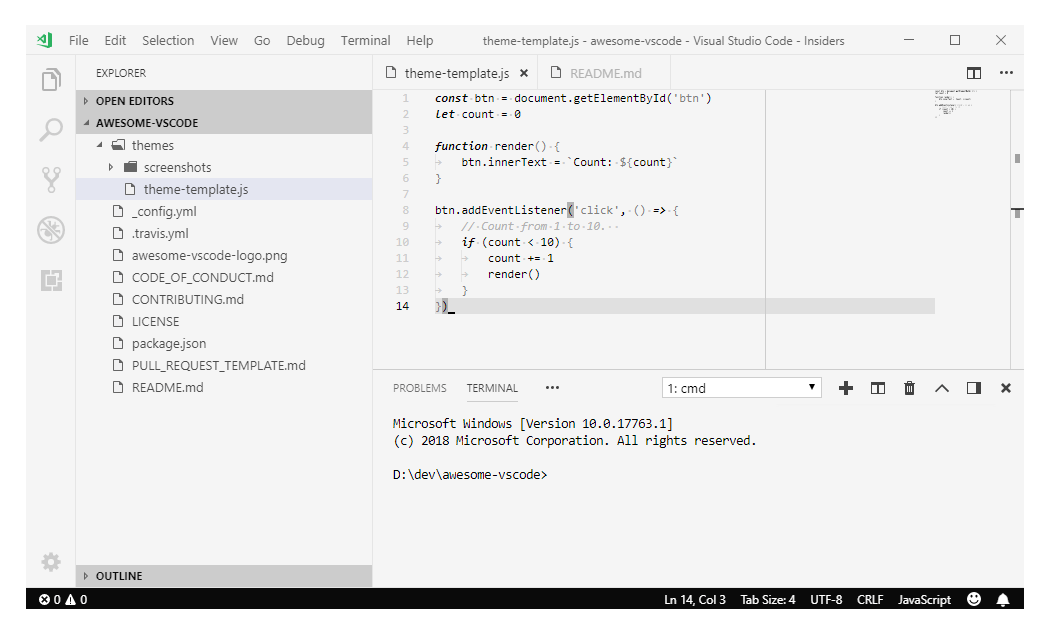 File Edit Selection View Go Debug Terminal Help theme-template.js - awesome-vscode - Visual Studio Code - Insiders
EXPLORER
OPEN EDITORS
AWESOME-VSCODE
themes
screenshots
theme-template.js
_config.yml
.travis.yml
awesome-vscode-logo.png
CODE_OF_CONDUCT.md
CONTRIBUTING.md
LICENSE
package.json
PULL_REQUEST_TEMPLATE.md
README.md
OUTLINE
theme-template.js README.md
1 const btn = document.getElementById('btn')
2 let count = 0
3
4 function render() {
5 btn.innerText = `Count: ${count}`
6 }
7
8 btn.addEventListener('click', () => {
9 // Count from 1 to 10.
10 if (count < 10) {
11 count += 1
12 render()
13 }
14 })
PROBLEMS TERMINAL ••• 1: cmd
Microsoft Windows [Version 10.0.17763.1]
(c) 2018 Microsoft Corporation. All rights reserved.
D:\dev\awesome-vscode>
0 0 Ln 14, Col 3 Tab Size: 4 UTF-8 CRLF JavaScript